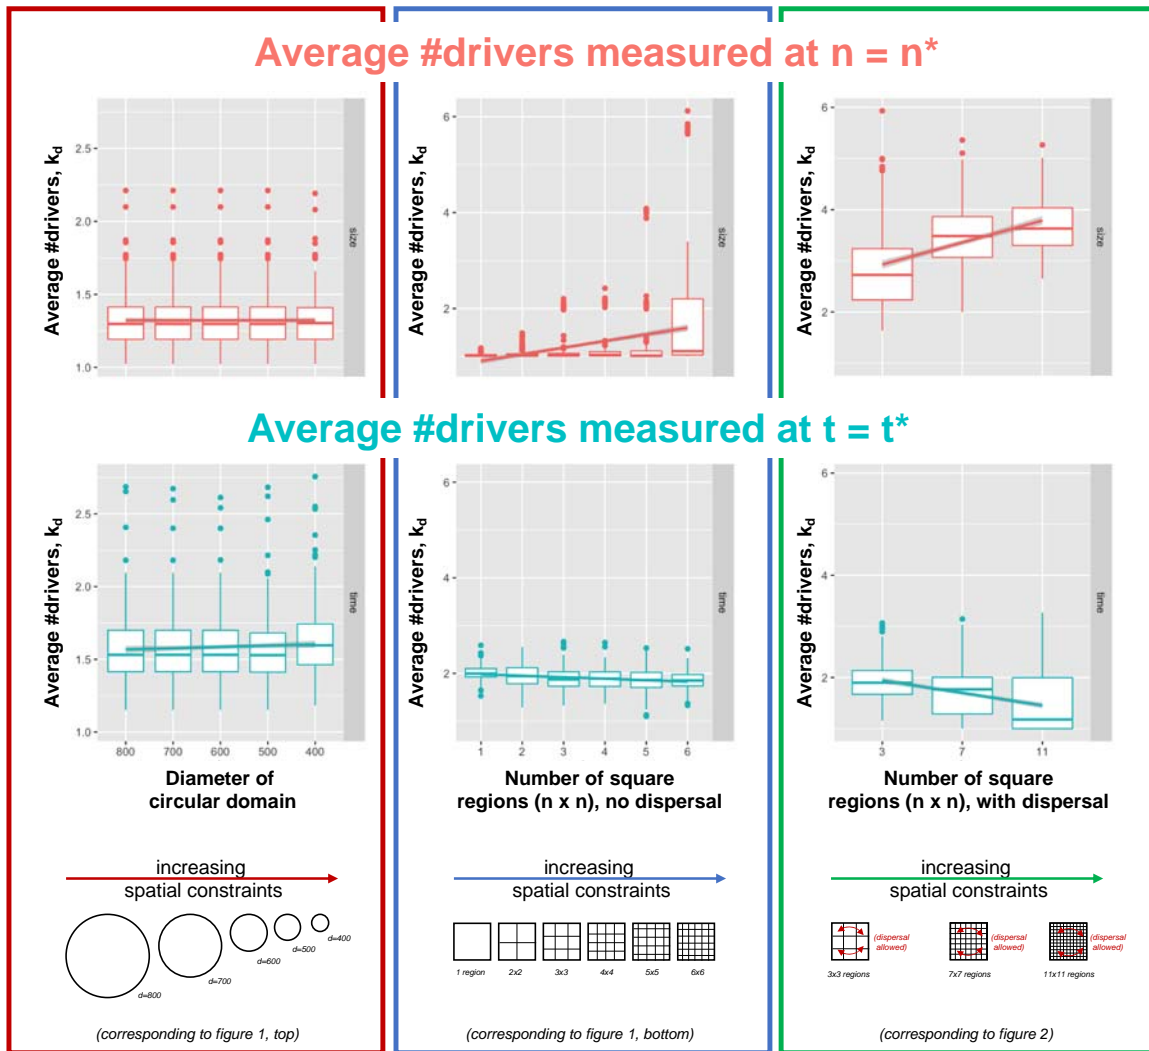 Average #drivers measured at n = n*
Average #drivers, k_d
2.5
2.0
1.5
1.0
size
Average #drivers, k_d
6
4
2
size
Average #drivers, k_d
6
4
2
size
Average #drivers measured at t = t*
Average #drivers, k_d
2.5
2.0
1.5
1.0
time
800 700 600 500 400
Diameter of
circular domain
Average #drivers, k_d
6
4
2
time
1 2 3 4 5 6
Number of square
regions (n x n), no dispersal
Average #drivers, k_d
6
4
2
time
3 7 11
Number of square
regions (n x n), with dispersal
increasing
spatial constraints
d=800
d=700
d=600
d=500
d=400
(corresponding to figure 1, top)
increasing
spatial constraints
1 region 2x2 3x3 4x4 5x5 6x6
(corresponding to figure 1, bottom)
increasing
spatial constraints
(dispersal
allowed)
(dispersal
allowed)
(dispersal
allowed)
3x3 regions 7x7 regions 11x11 regions
(corresponding to figure 2)